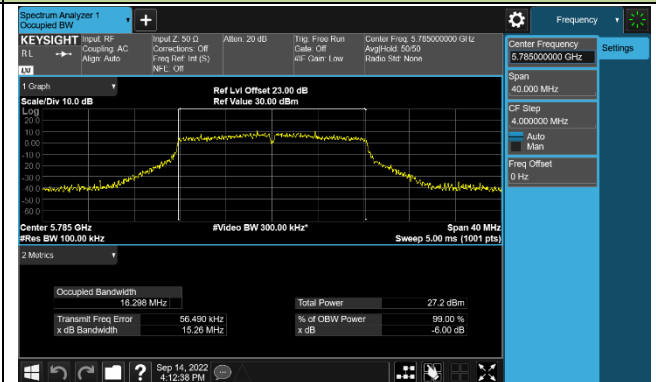 Spectrum Analyzer 1
Occupied BW
Frequency
KEYSIGHT
Input: RF
Coupling: AC
Align: Auto
RL
LXI
Input Z: 50 Ω
Corrections: Off
Freq Ref: Int (S)
NFE: Off
Atten: 20 dB
Trig: Free Run
Gate: Off
#IF Gain: Low
Center Freq: 5.785000000 GHz
Avg|Hold: 50/50
Radio Std: None
Center Frequency
5.785000000 GHz
Settings
Span
40.000 MHz
CF Step
4.000000 MHz
Auto
Man
Freq Offset
0 Hz
1 Graph
Scale/Div 10.0 dB
Ref Lvl Offset 23.00 dB
Ref Value 30.00 dBm
Log
20.0
10.0
0.00
-10.0
-20.0
-30.0
-40.0
-50.0
-60.0
Center 5.785 GHz
#Res BW 100.00 kHz
#Video BW 300.00 kHz*
Span 40 MHz
Sweep 5.00 ms (1001 pts)
2 Metrics
Occupied Bandwidth
16.298 MHz
Transmit Freq Error 56.490 kHz
x dB Bandwidth 15.26 MHz
Total Power 27.2 dBm
% of OBW Power 99.00 %
x dB -6.00 dB
Sep 14, 2022
4:12:38 PM